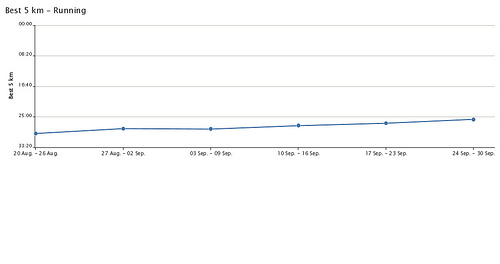 Best 5 km - Running
00:00
08:20
16:40
25:00
33:20
Best 5 km
20 Aug. - 26 Aug.
27 Aug. - 02 Sep.
03 Sep. - 09 Sep.
10 Sep. - 16 Sep.
17 Sep. - 23 Sep.
24 Sep. - 30 Sep.